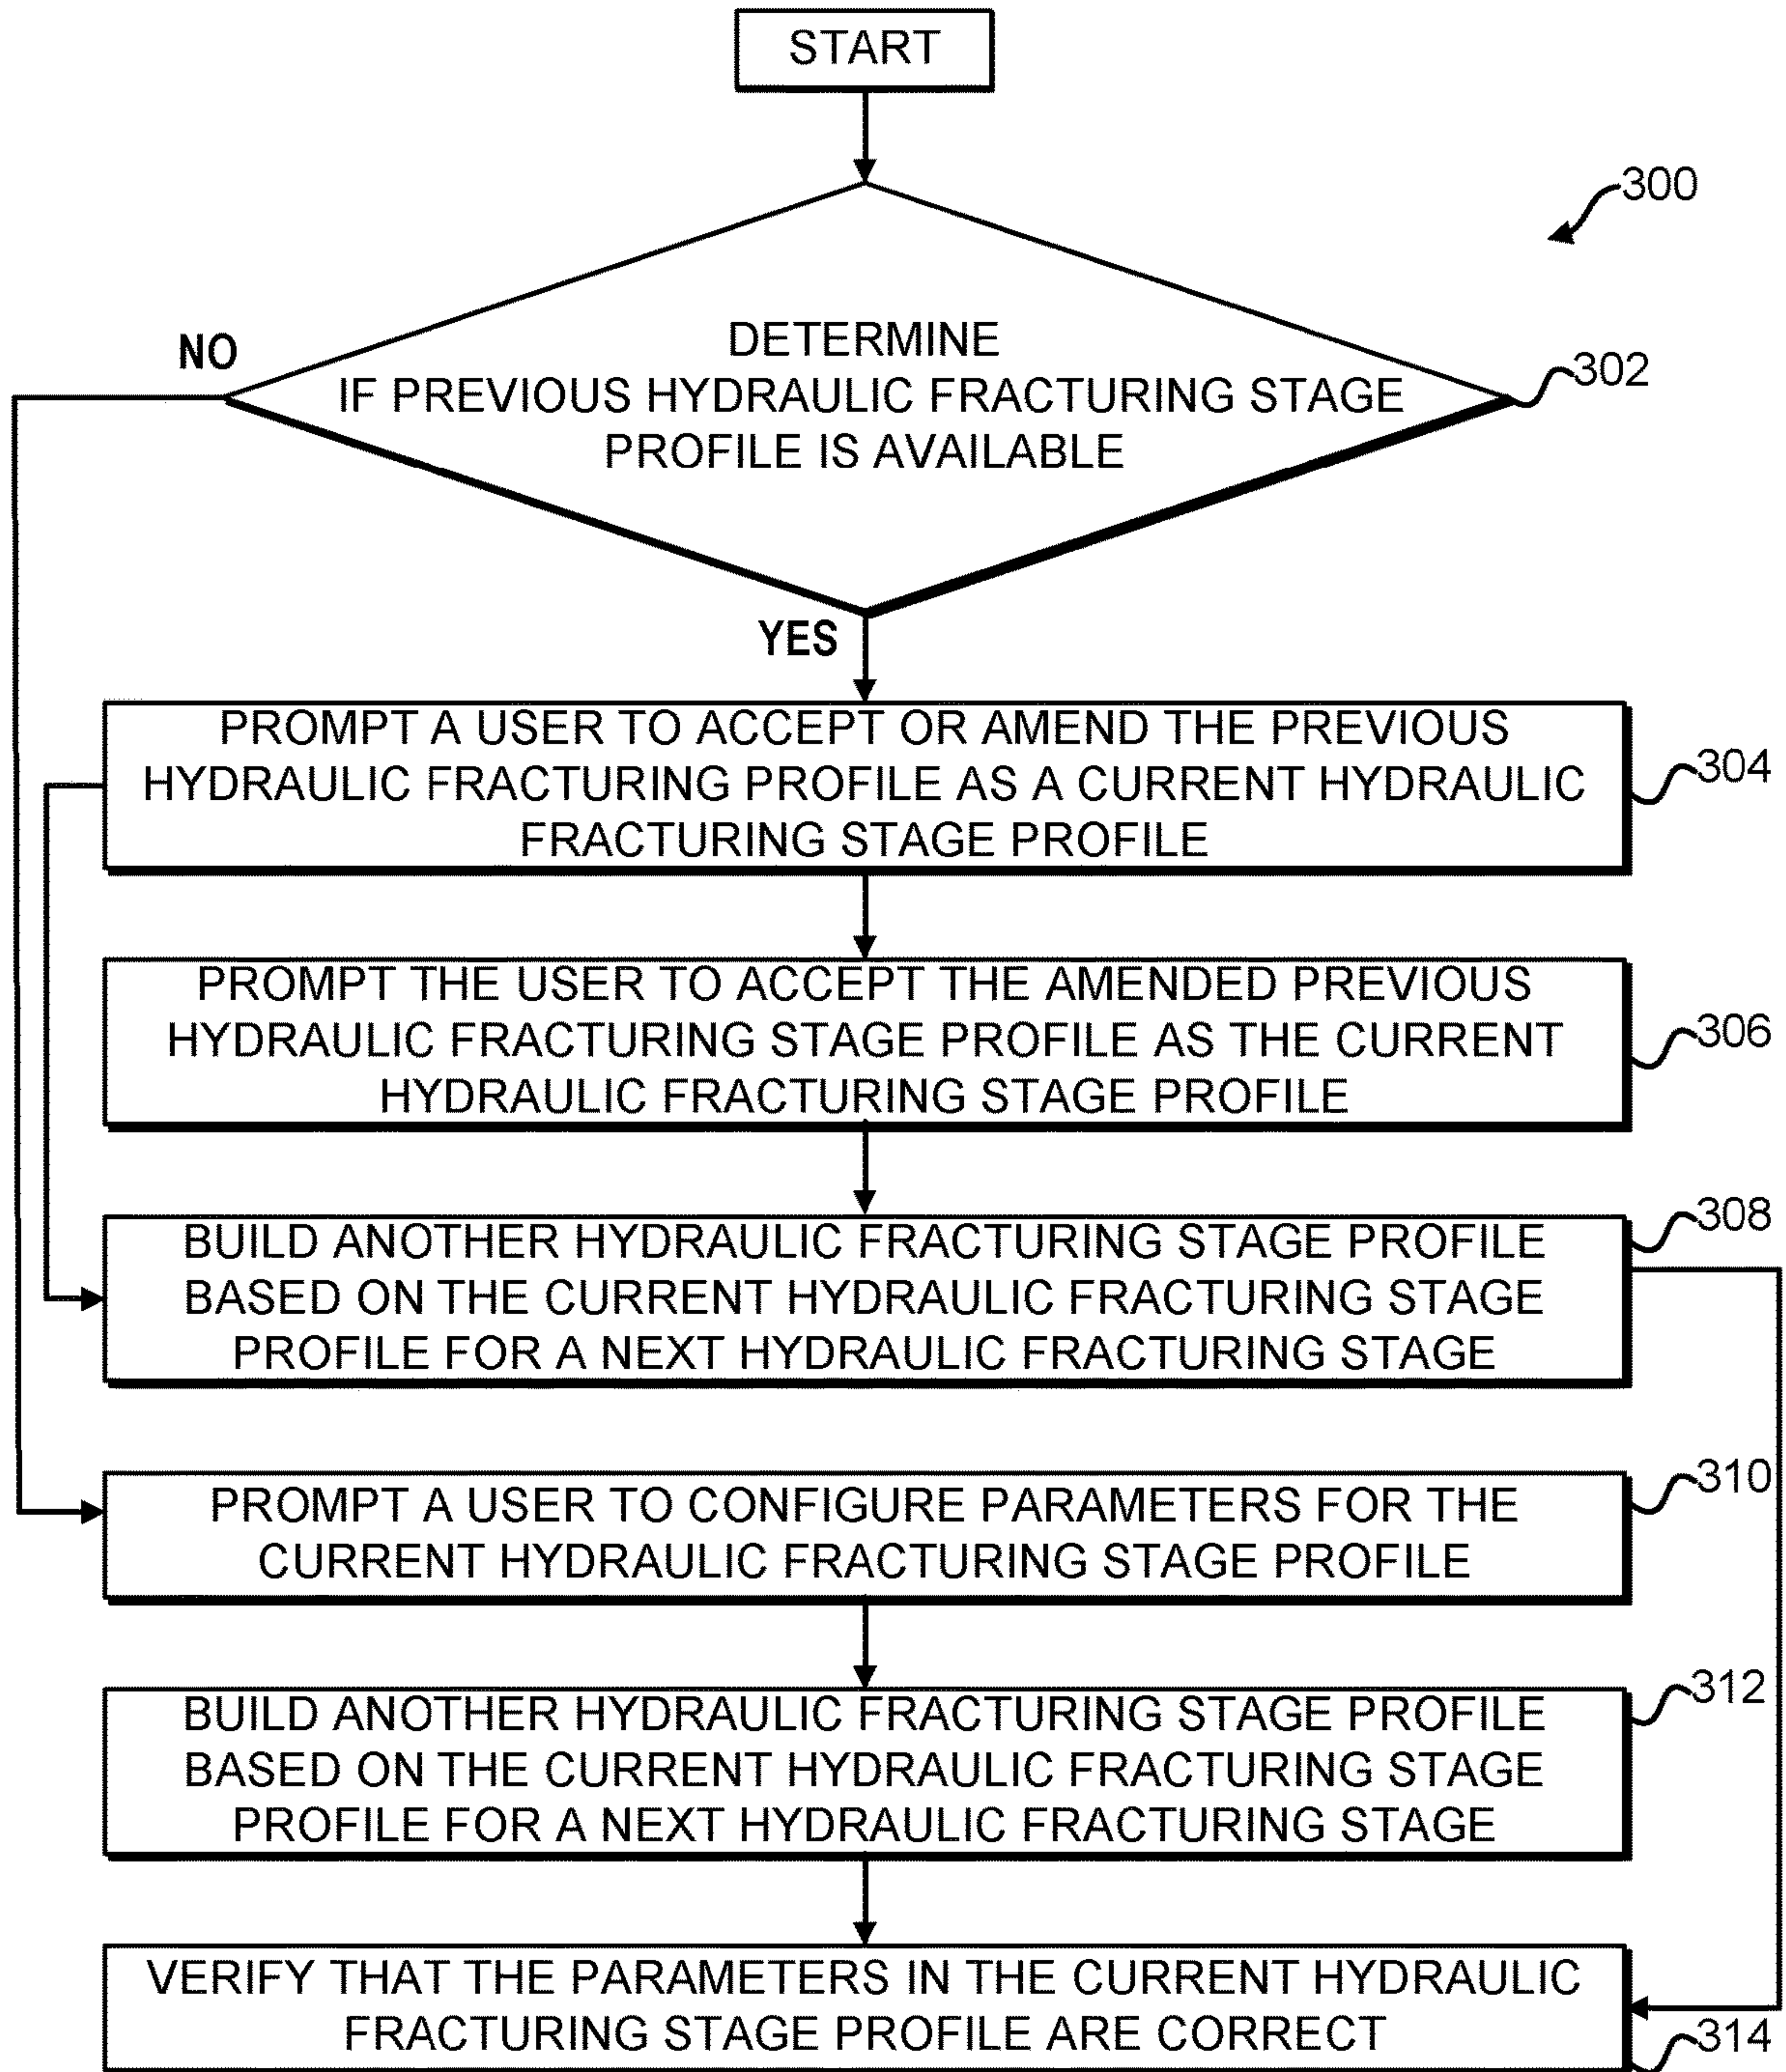 START
300
DETERMINE
IF PREVIOUS HYDRAULIC FRACTURING STAGE
PROFILE IS AVAILABLE
NO
302
YES
PROMPT A USER TO ACCEPT OR AMEND THE PREVIOUS
HYDRAULIC FRACTURING PROFILE AS A CURRENT HYDRAULIC
FRACTURING STAGE PROFILE
304
PROMPT THE USER TO ACCEPT THE AMENDED PREVIOUS
HYDRAULIC FRACTURING STAGE PROFILE AS THE CURRENT
HYDRAULIC FRACTURING STAGE PROFILE
306
BUILD ANOTHER HYDRAULIC FRACTURING STAGE PROFILE
BASED ON THE CURRENT HYDRAULIC FRACTURING STAGE
PROFILE FOR A NEXT HYDRAULIC FRACTURING STAGE
308
PROMPT A USER TO CONFIGURE PARAMETERS FOR THE
CURRENT HYDRAULIC FRACTURING STAGE PROFILE
310
BUILD ANOTHER HYDRAULIC FRACTURING STAGE PROFILE
BASED ON THE CURRENT HYDRAULIC FRACTURING STAGE
PROFILE FOR A NEXT HYDRAULIC FRACTURING STAGE
312
VERIFY THAT THE PARAMETERS IN THE CURRENT HYDRAULIC
FRACTURING STAGE PROFILE ARE CORRECT
314